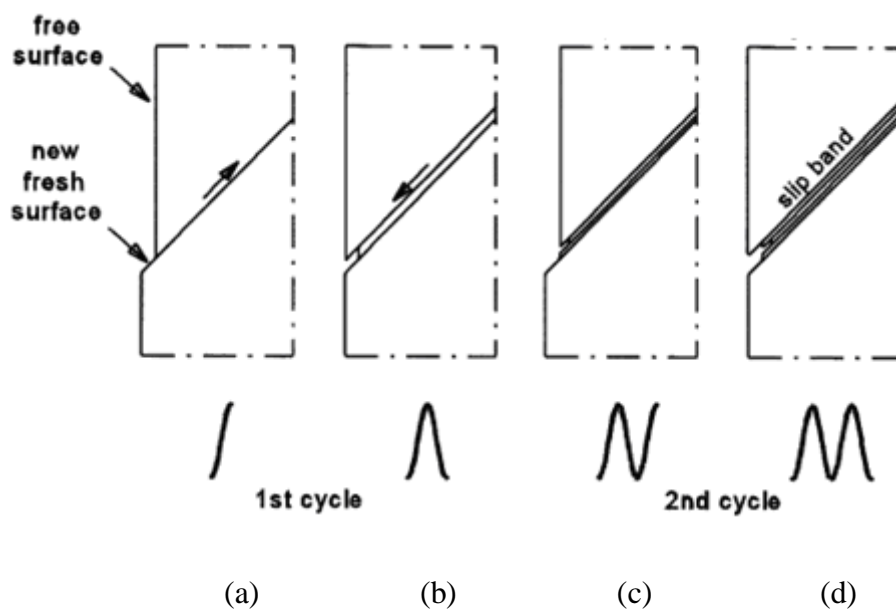 free
surface
new
fresh
surface
slip band
1st cycle
2nd cycle
(a)
(b)
(c)
(d)